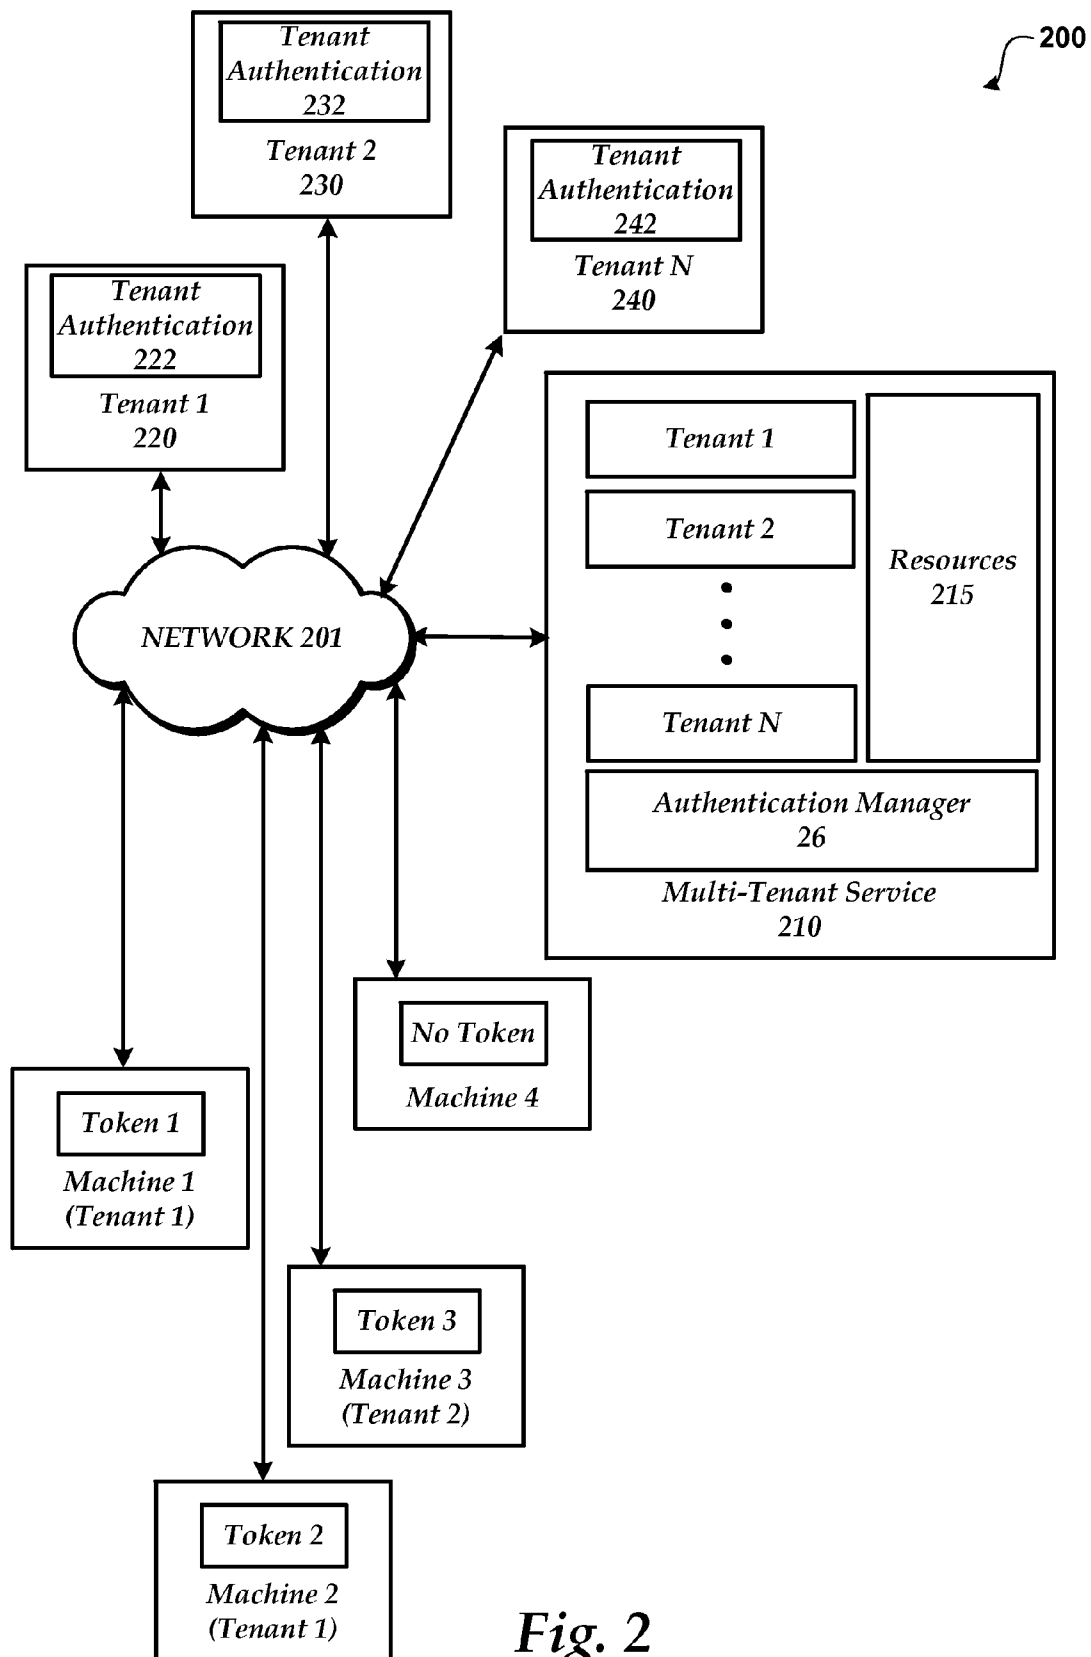 200
Tenant
Authentication
232
Tenant 2
230
Tenant
Authentication
242
Tenant N
240
Tenant
Authentication
222
Tenant 1
220
Tenant 1
Tenant 2
Tenant N
Resources
215
Authentication Manager
26
Multi-Tenant Service
210
NETWORK 201
No Token
Machine 4
Token 1
Machine 1
(Tenant 1)
Token 3
Machine 3
(Tenant 2)
Token 2
Machine 2
(Tenant 1)
Fig. 2